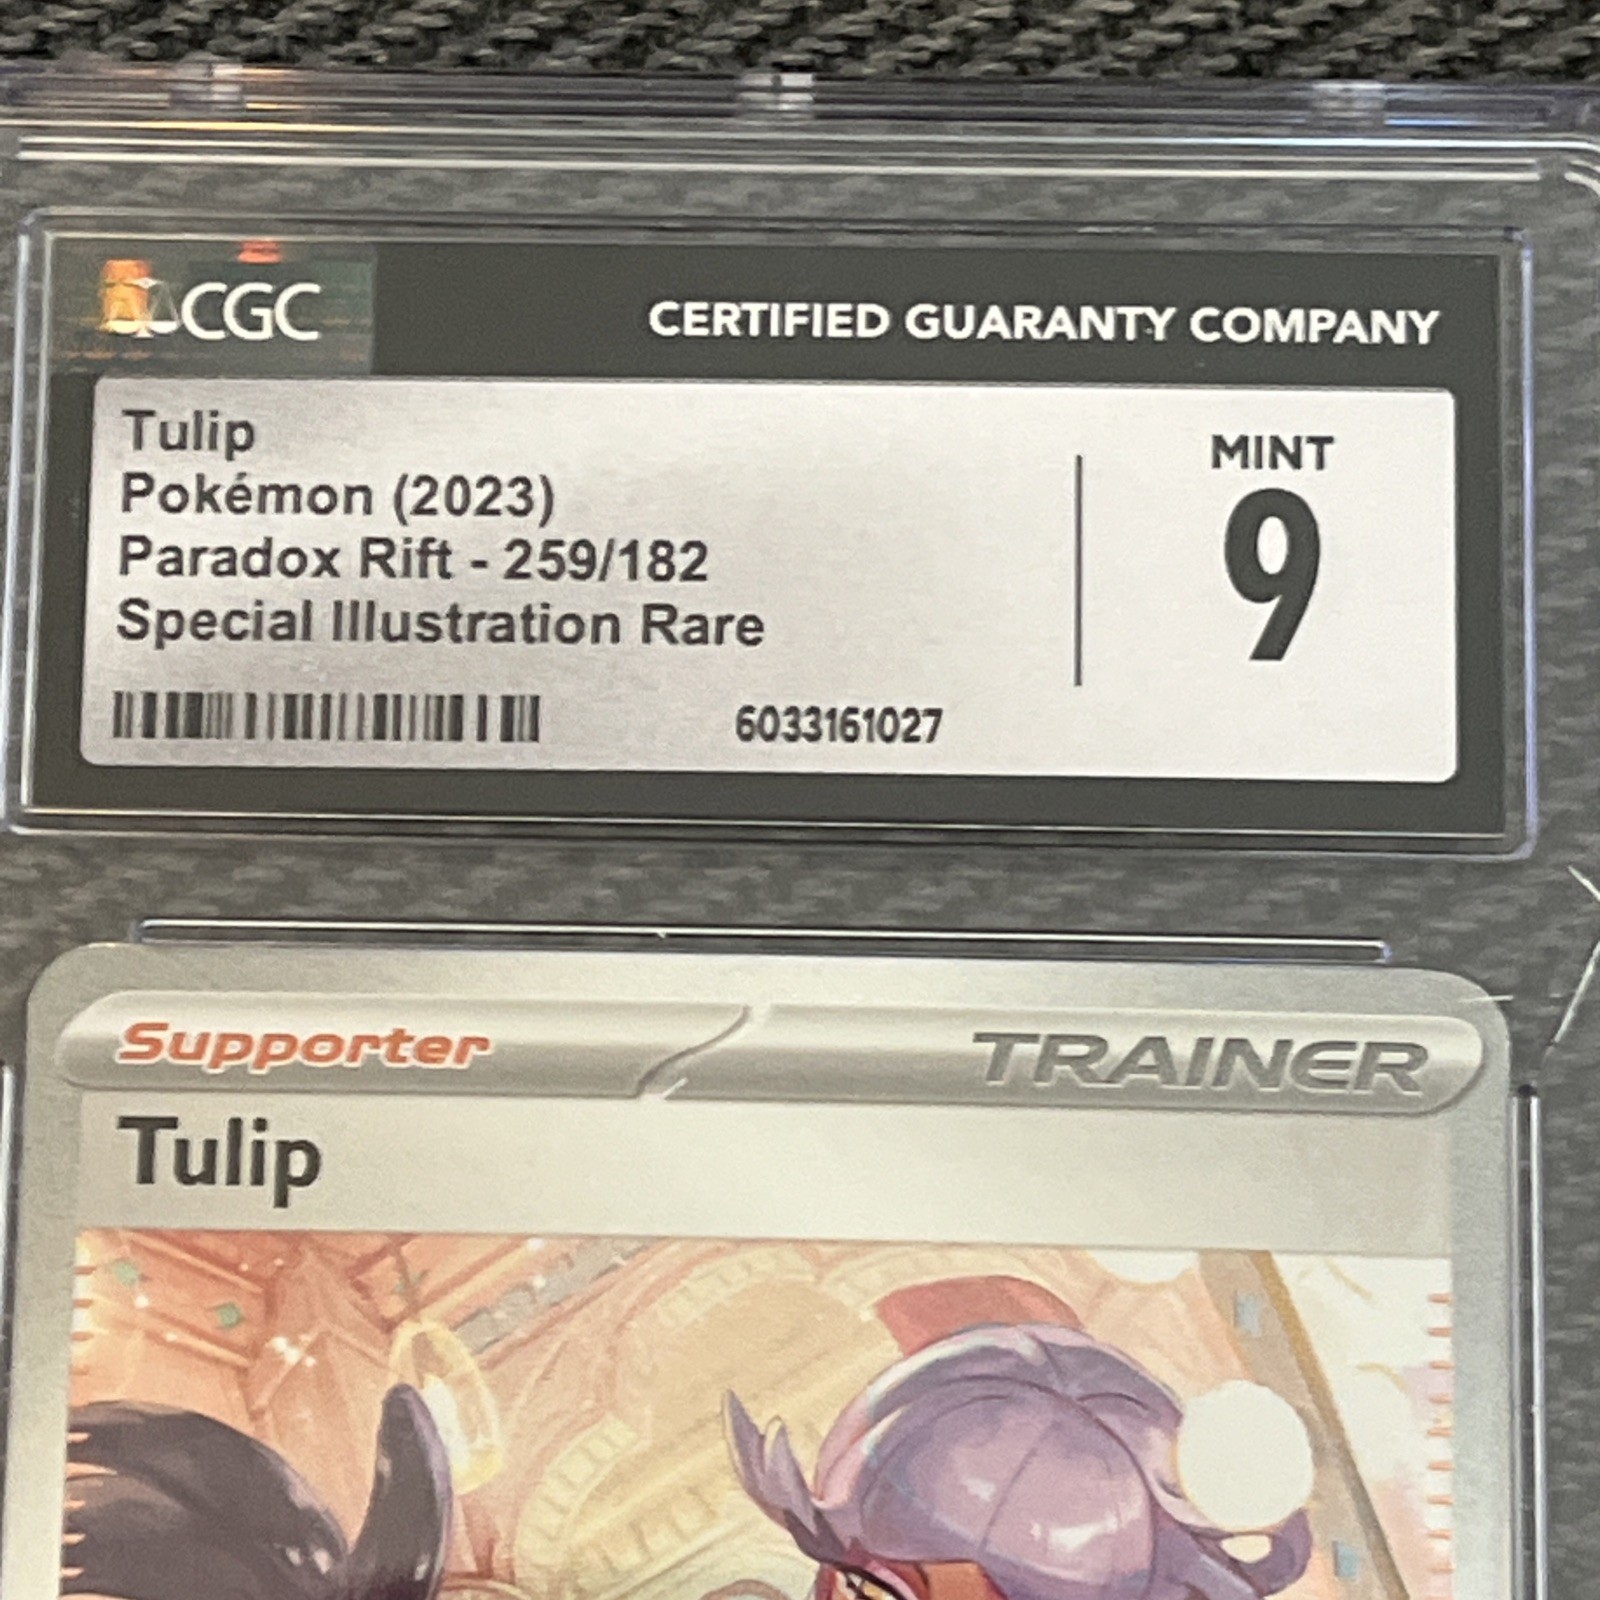 CGC
CERTIFIED GUARANTY COMPANY
Tulip
Pokémon (2023)
Paradox Rift - 259/182
Special Illustration Rare
6033161027
MINT
9
Supporter
TRAINER
Tulip